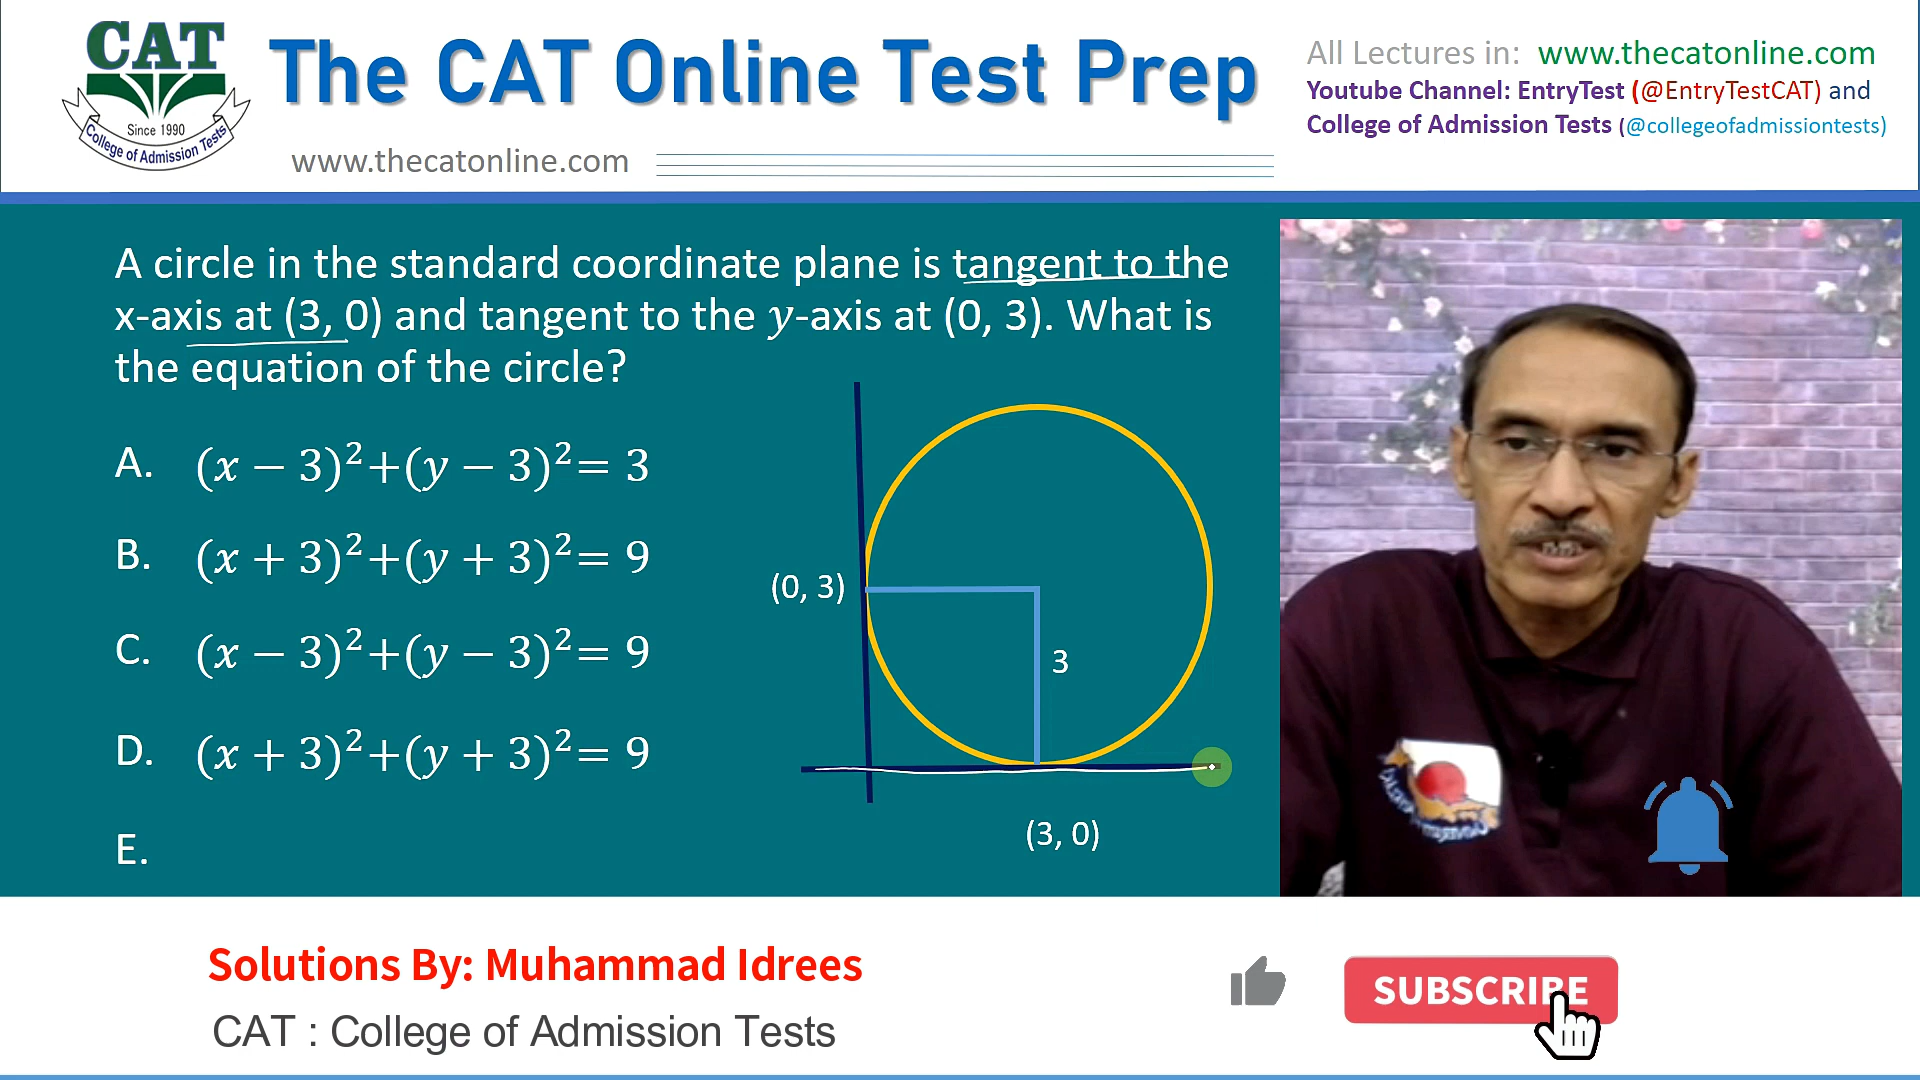 CAT
Since 1990
College of Admission Tests
The CAT Online Test Prep
www.thecatonline.com
All Lectures in: www.thecatonline.com
Youtube Channel: EntryTest (@EntryTestCAT) and
College of Admission Tests (@collegeofadmissiontests)
A circle in the standard coordinate plane is tangent to the
x-axis at (3, 0) and tangent to the y-axis at (0, 3). What is
the equation of the circle?
A. (x − 3)²+(y − 3)²= 3
B. (x + 3)²+(y + 3)²= 9
C. (x − 3)²+(y − 3)²= 9
D. (x + 3)²+(y + 3)²= 9
E.
(0, 3)
3
(3, 0)
Solutions By: Muhammad Idrees
CAT : College of Admission Tests
SUBSCRIBE